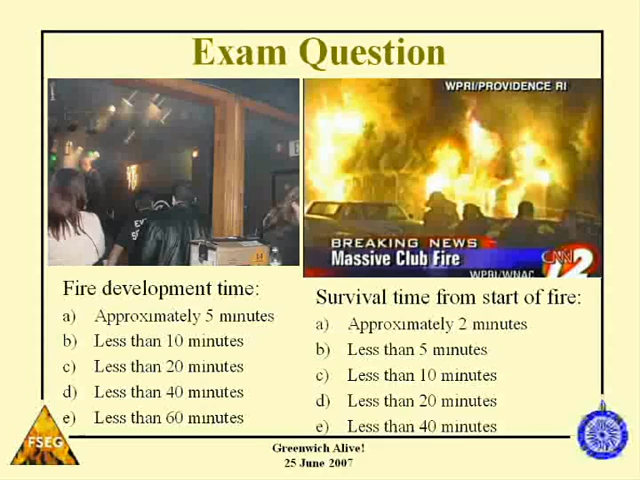 Exam Question
WPRI/PROVIDENCE RI
BREAKING NEWS
Massive Club Fire
CNN
12
WPRI/WNAC
Fire development time:
a) Approximately 5 minutes
b) Less than 10 minutes
c) Less than 20 minutes
d) Less than 40 minutes
e) Less than 60 minutes
Survival time from start of fire:
a) Approximately 2 minutes
b) Less than 5 minutes
c) Less than 10 minutes
d) Less than 20 minutes
e) Less than 40 minutes
FSEG
Greenwich Alive!
25 June 2007